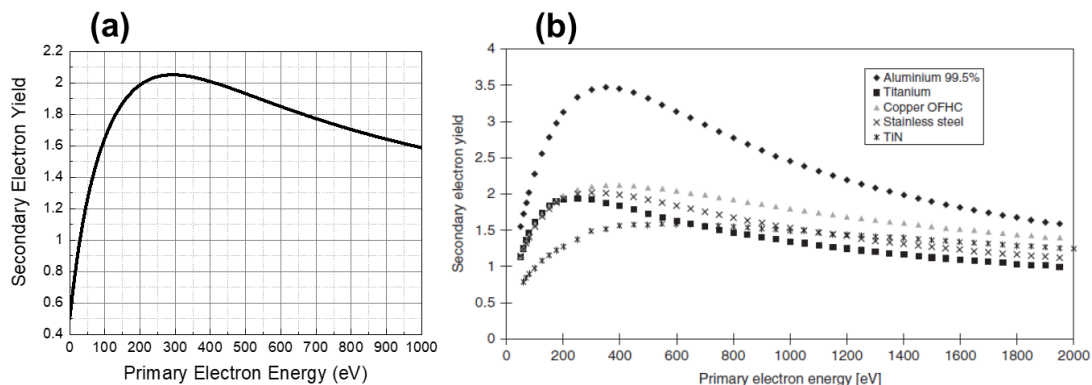 (a)
2.2
2
1.8
1.6
1.4
1.2
1
0.8
0.6
0.4
0 100 200 300 400 500 600 700 800 900 1000
Secondary Electron Yield
Primary Electron Energy (eV)
(b)
4
3.5
3
2.5
2
1.5
1
0.5
0
0 200 400 600 800 1000 1200 1400 1600 1800 2000
Secondary electron yield
Primary electron energy [eV]
Aluminium 99.5%
Titanium
Copper OFHC
Stainless steel
TiN